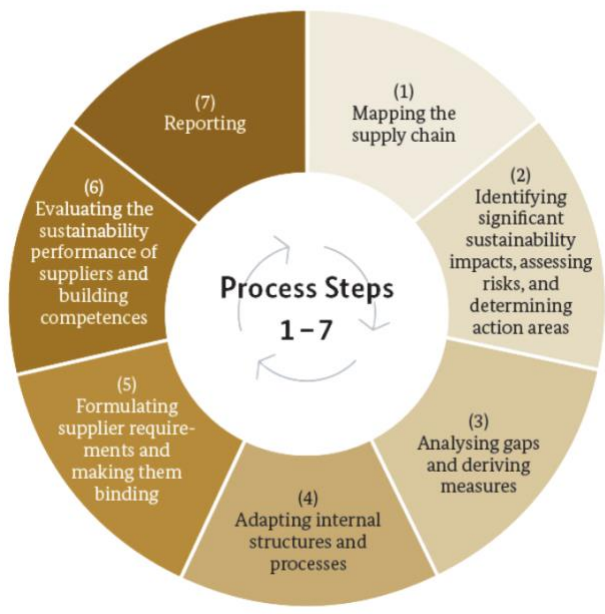 (1)
Mapping the
supply chain
(2)
Identifying
significant
sustainability
impacts, assessing
risks, and
determining
action areas
(3)
Analysing gaps
and deriving
measures
(4)
Adapting internal
structures and
processes
(5)
Formulating
supplier require-
ments and
making them
binding
(6)
Evaluating the
sustainability
performance of
suppliers and
building
competences
(7)
Reporting
Process Steps
1 – 7